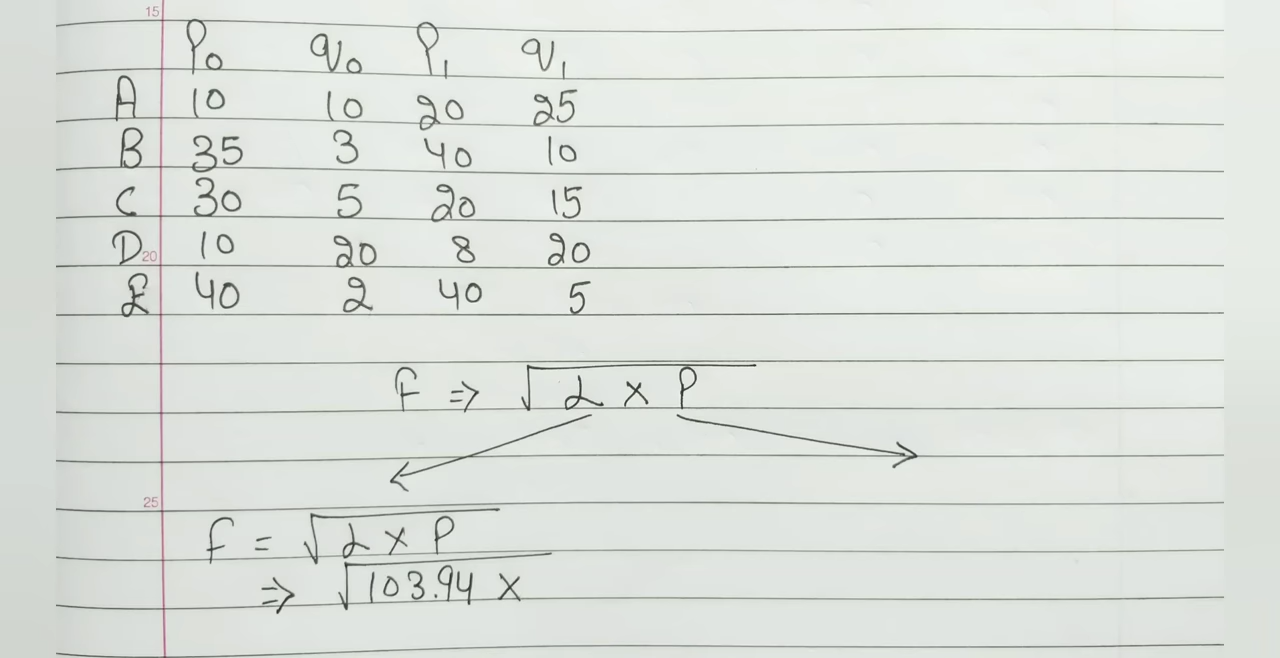 15
P₀ q₀ P₁ q₁
A 10 10 20 25
B 35 3 40 10
C 30 5 20 15
D 10 20 8 20
20
E 40 2 40 5
F ⇒ √L × P
25
F = √L × P
⇒ √103.94 ×